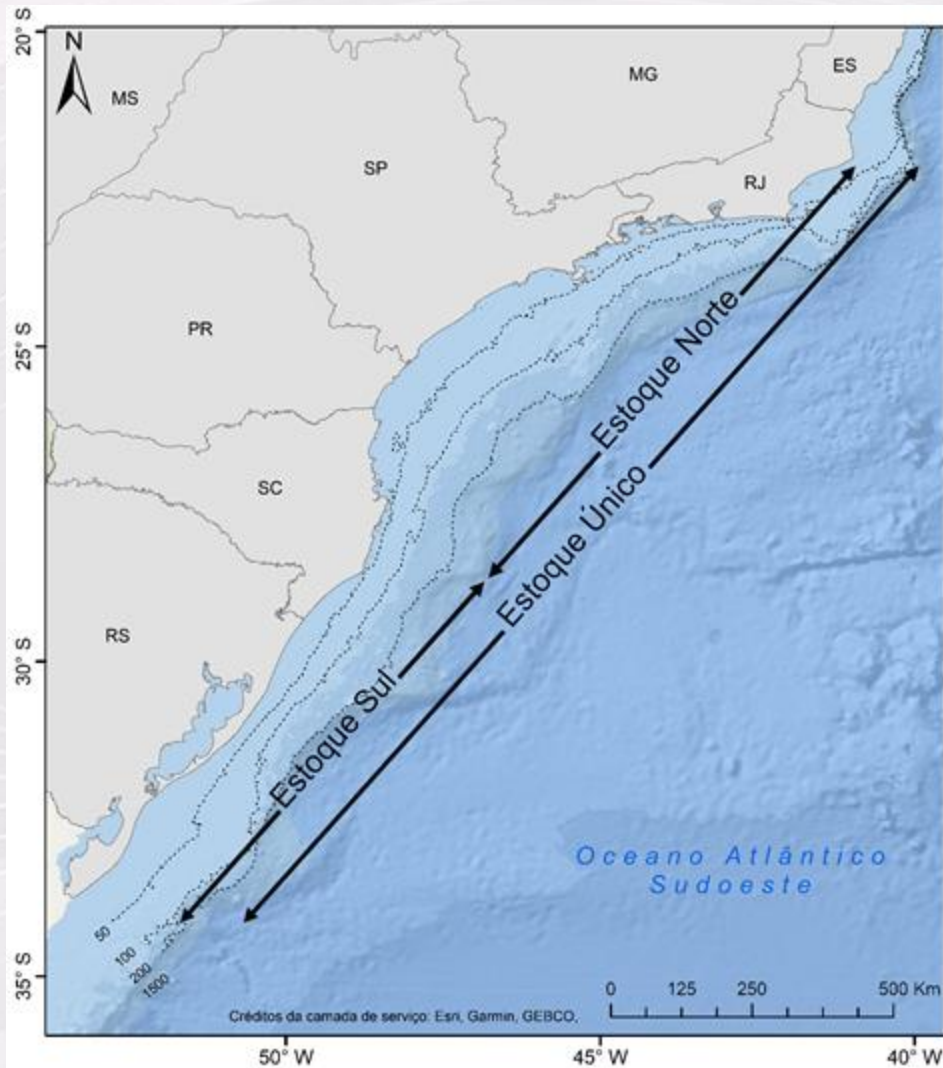 20° S
N
MS
MG
ES
SP
RJ
25° S
PR
Estoque Norte
SC
Estoque Único
RS
30° S
Estoque Sul
Oceano Atlântico
Sudoeste
50
100
200
1500
35° S
0 125 250 500 Km
Créditos da camada de serviço: Esri, Garmin, GEBCO,
50° W 45° W 40° W